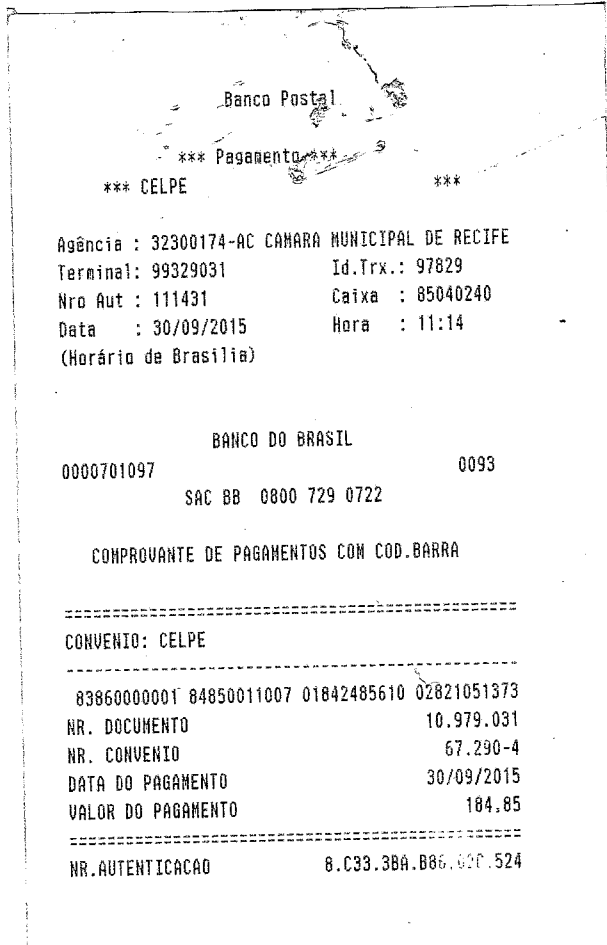 Banco Postal
*** Pagamento ***
*** CELPE ***
Agência : 32300174-AC CAMARA MUNICIPAL DE RECIFE
Terminal: 99329031 Id.Trx.: 97829
Nro Aut : 111431 Caixa : 85040240
Data : 30/09/2015 Hora : 11:14
(Horário de Brasilia)
BANCO DO BRASIL
0000701097 0093
SAC BB 0800 729 0722
COMPROVANTE DE PAGAMENTOS COM COD.BARRA
================================================
CONVENIO: CELPE
------------------------------------------------
83860000001 84850011007 01842485610 02821051373
NR. DOCUMENTO 10.979.031
NR. CONVENIO 67.290-4
DATA DO PAGAMENTO 30/09/2015
VALOR DO PAGAMENTO 184,85
================================================
NR.AUTENTICACAO